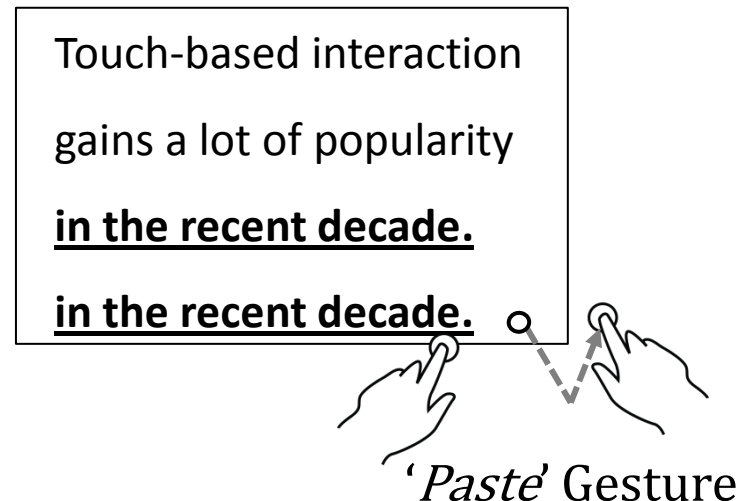 Touch-based interaction
gains a lot of popularity
in the recent decade.
in the recent decade.
‘Paste’ Gesture